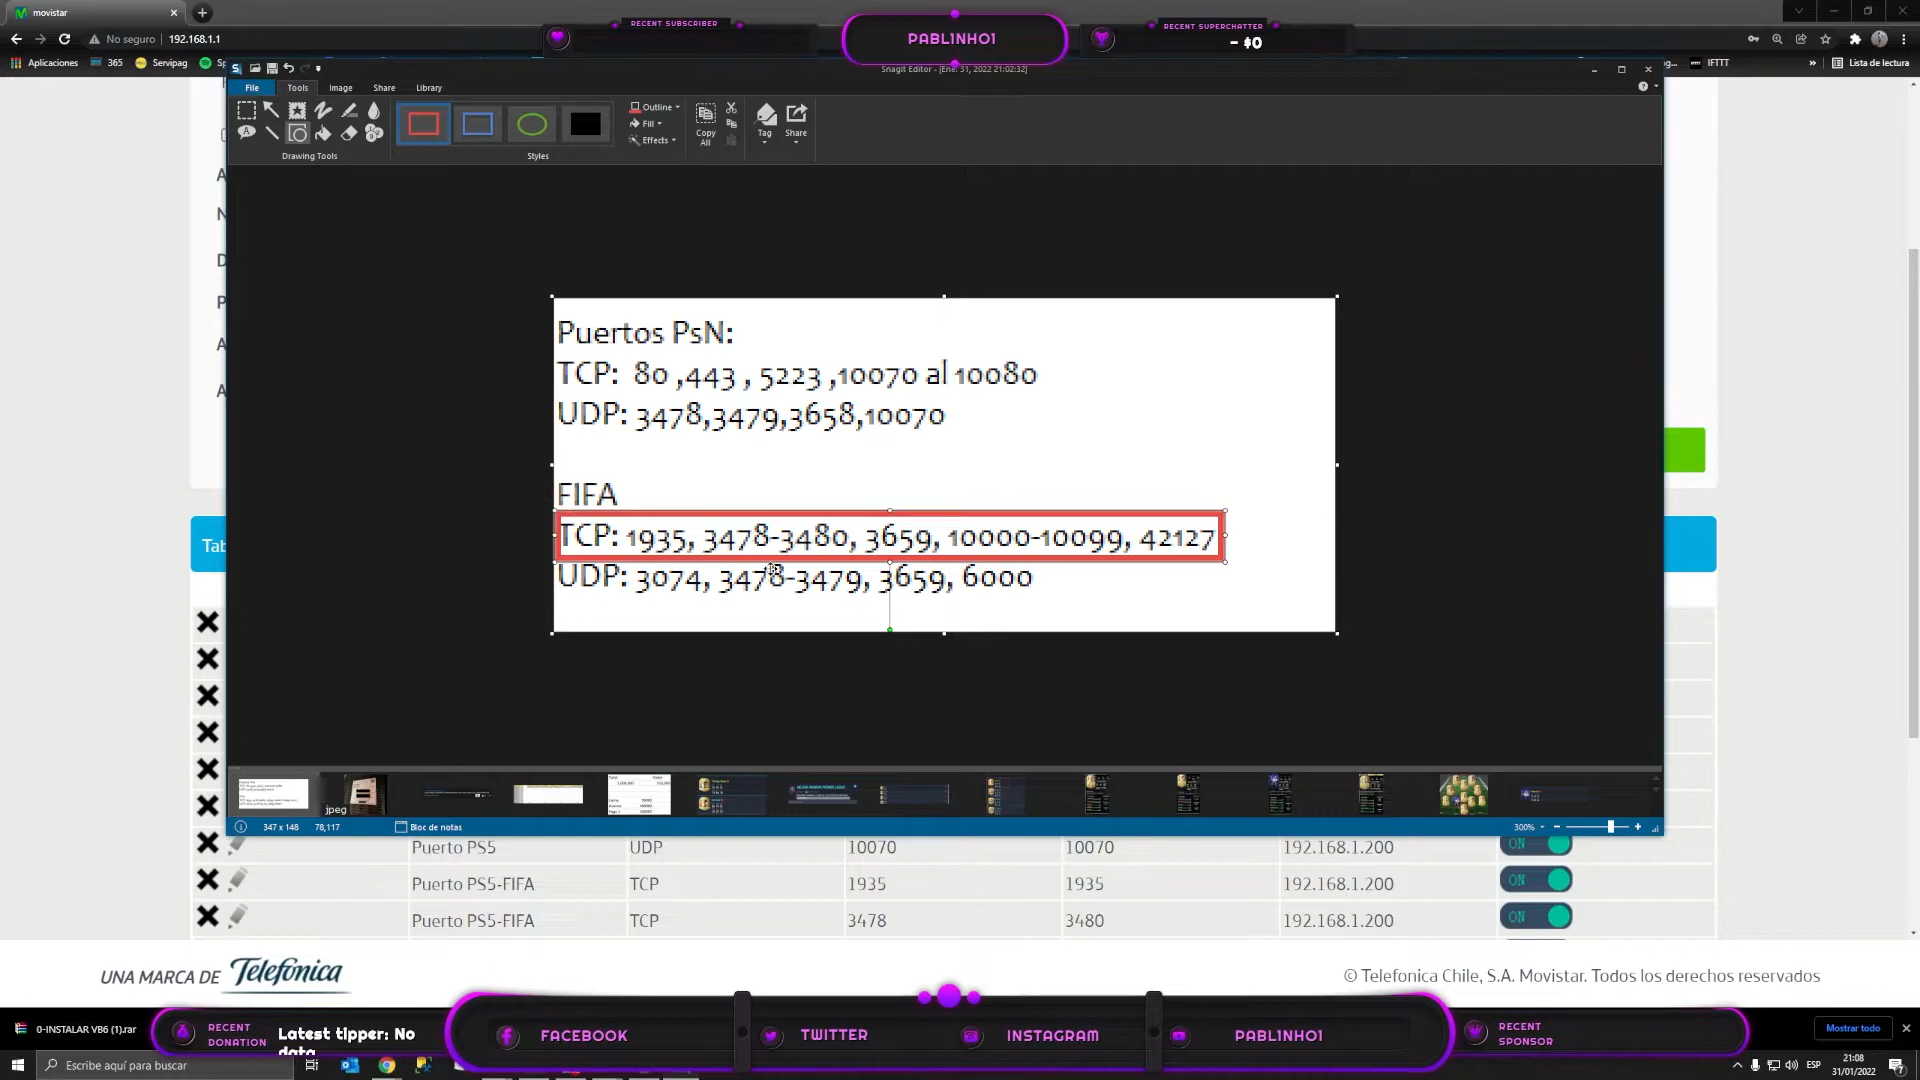 movistar
RECENT SUBSCRIBER
PABL1NHO1
RECENT SUPERCHATTER
- $0
No seguro
192.168.1.1
Aplicaciones
365
Servipag
IFTTT
Lista de lectura
Snagit Editor - [Ene. 31, 2022 21:02:32]
File
Tools
Image
Share
Library
Outline
Fill
Effects
Copy All
Tag
Share
Drawing Tools
Styles
Puertos PsN:
TCP:  80 ,443 , 5223 ,10070 al 10080
UDP: 3478,3479,3658,10070
FIFA
TCP: 1935, 3478-3480, 3659, 10000-10099, 42127
UDP: 3074, 3478-3479, 3659, 6000
jpeg
347 x 148
78,117
Bloc de notas
300%
Puerto PS5 UDP 10070 10070 192.168.1.200 ON
Puerto PS5-FIFA TCP 1935 1935 192.168.1.200 ON
Puerto PS5-FIFA TCP 3478 3480 192.168.1.200 ON
UNA MARCA DE Telefónica
© Telefonica Chile, S.A. Movistar. Todos los derechos reservados
0-INSTALAR VB6 (1).rar
RECENT DONATION
Latest tipper: No data
FACEBOOK
TWITTER
INSTAGRAM
PABL1NHO1
RECENT SPONSOR
Mostrar todo
Escribe aquí para buscar
ESP
21:08
31/01/2022